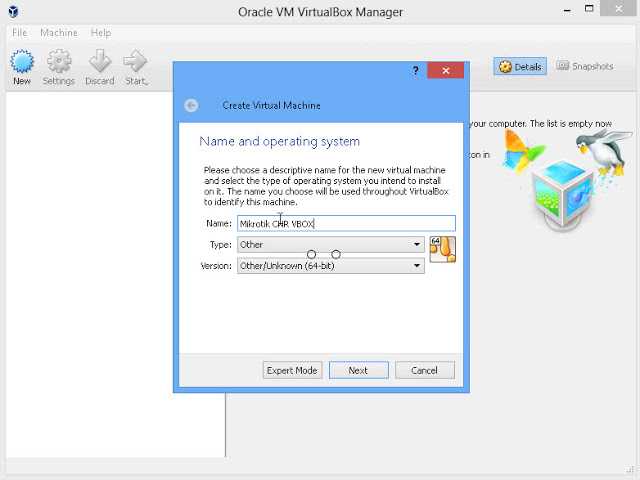 Oracle VM VirtualBox Manager
File Machine Help
New Settings Discard Start
Details Snapshots
Create Virtual Machine
your computer. The list is empty now
on in
Name and operating system
Please choose a descriptive name for the new virtual machine
and select the type of operating system you intend to install
on it. The name you choose will be used throughout VirtualBox
to identify this machine.
Name: Mikrotik CHR VBOX
Type: Other
64
Version: Other/Unknown (64-bit)
Expert Mode Next Cancel